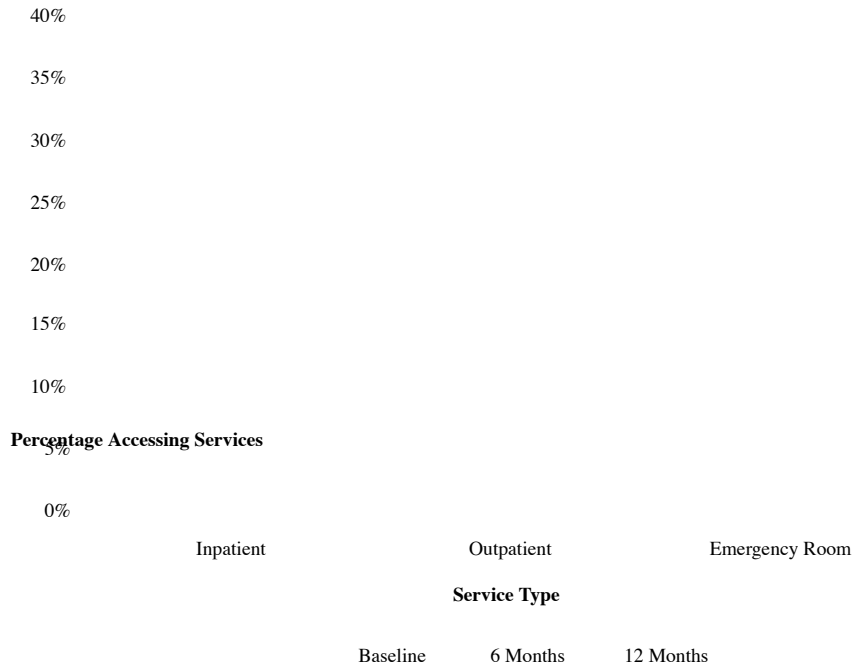 40%
35%
30%
25%
20%
15%
10%
Percentage Accessing Services
5%
0%
Inpatient Outpatient Emergency Room
Service Type
Baseline 6 Months 12 Months